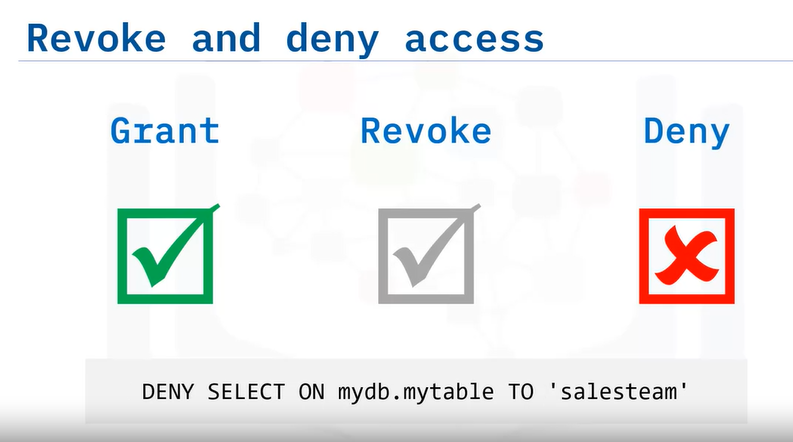 Revoke and deny access
Grant Revoke Deny
DENY SELECT ON mydb.mytable TO 'salesteam'